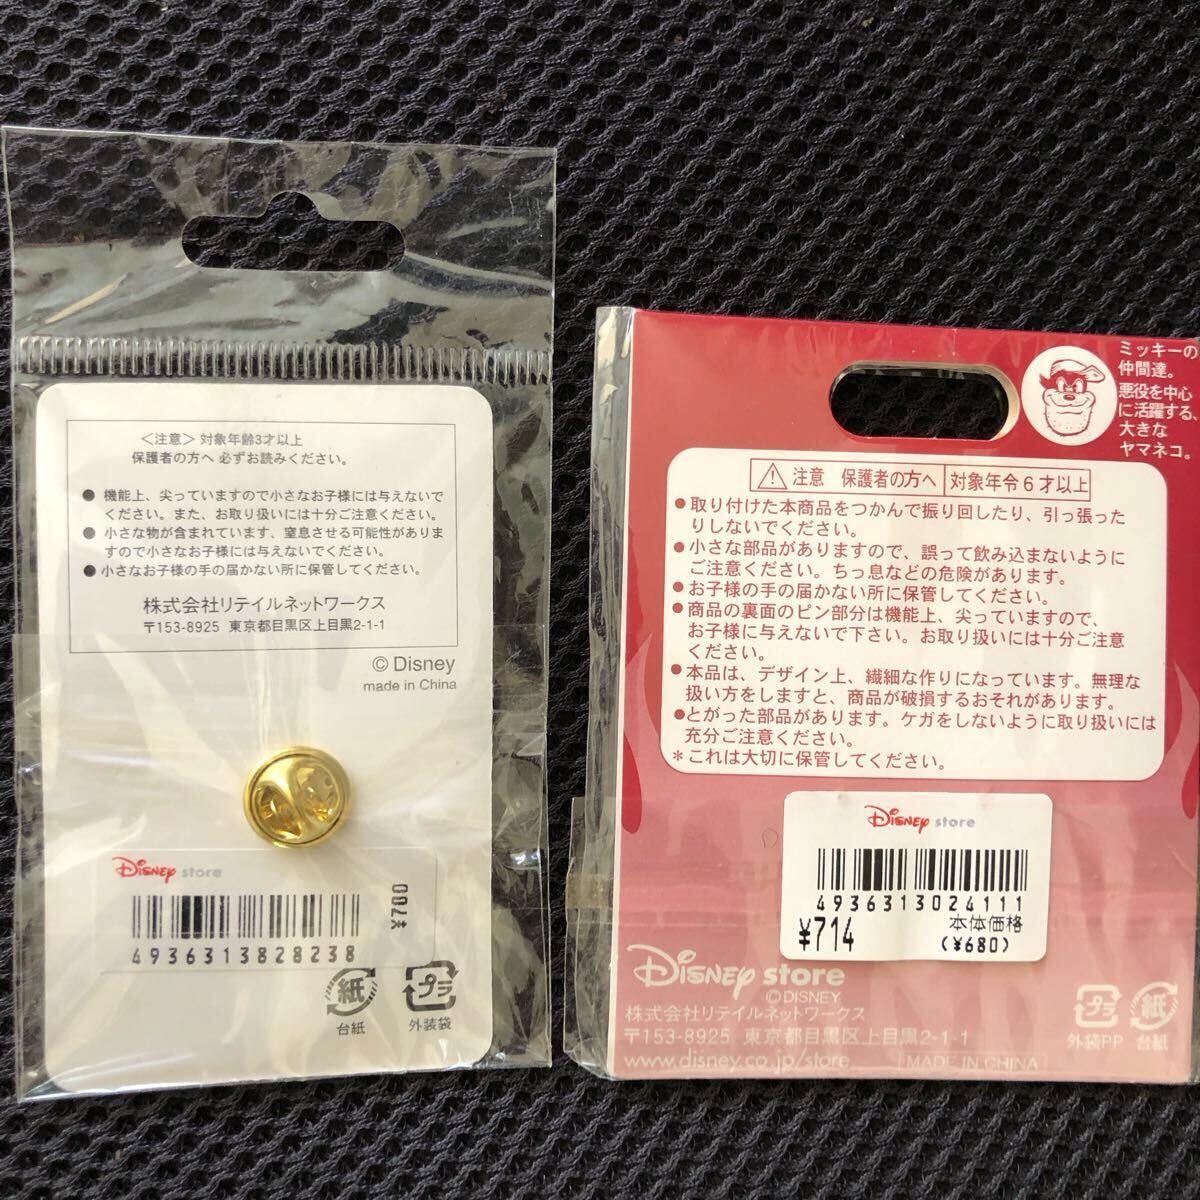 ＜注意＞対象年齢3才以上
保護者の方へ 必ずお読みください。
● 機能上、尖っていますので小さなお子様には与えないで
ください。また、お取り扱いには十分ご注意ください。
● 小さな物が含まれています、窒息させる可能性がありま
すので小さなお子様には与えないでください。
● 小さなお子様の手の届かない所に保管してください。
株式会社リテイルネットワークス
〒153-8925 東京都目黒区上目黒2-1-1
© Disney
made in China
Disney store
¥700
4936313828238
紙
台紙
プラ
外装袋
ミッキーの
仲間達。
悪役を中心
に活躍する、
大きな
ヤマネコ。
⚠ 注意 保護者の方へ 対象年令6才以上
●取り付けた本商品をつかんで振り回したり、引っ張った
りしないでください。
●小さな部品がありますので、誤って飲み込まないように
ご注意ください。ちっ息などの危険があります。
●お子様の手の届かない所に保管してください。
●商品の裏面のピン部分は機能上、尖っていますので、
お子様に与えないで下さい。お取り扱いには十分ご注意
ください。
●本品は、デザイン上、繊細な作りになっています。無理な
扱い方をしますと、商品が破損するおそれがあります。
●とがった部品があります。ケガをしないように取り扱いには
充分ご注意ください。
＊これは大切に保管してください。
Disney store
4936313024111
¥714 本体価格
(¥680)
Disney store
©DISNEY
株式会社リテイルネットワークス
〒153-8925 東京都目黒区上目黒2-1-1
www.disney.co.jp/store
MADE IN CHINA
プラ
外袋PP
紙
台紙